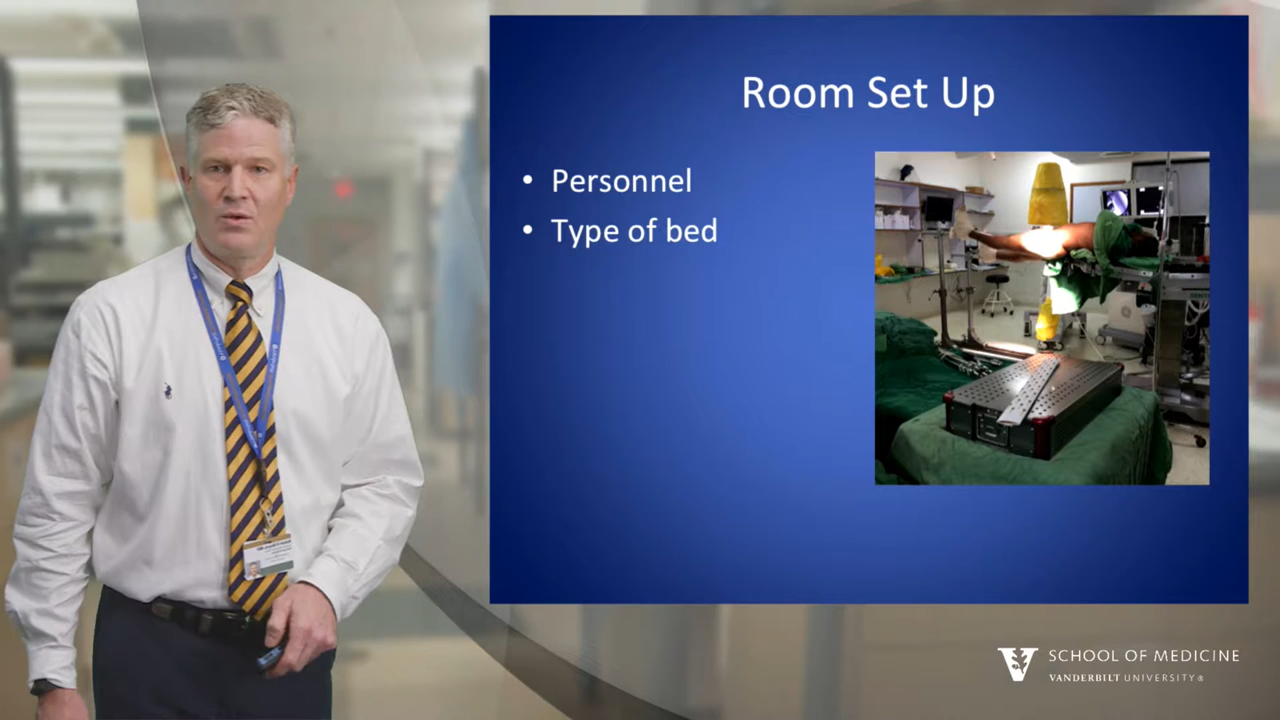 Room Set Up
• Personnel
• Type of bed
SCHOOL OF MEDICINE
VANDERBILT UNIVERSITY®